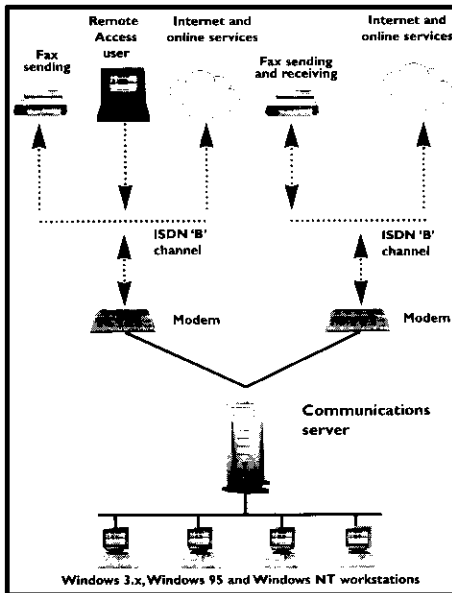 Fax
sending
Remote
Access
user
Internet and
online services
Fax sending
and receiving
Internet and
online services
ISDN 'B'
channel
ISDN 'B'
channel
Modem
Modem
Communications
server
Windows 3.x, Windows 95 and Windows NT workstations